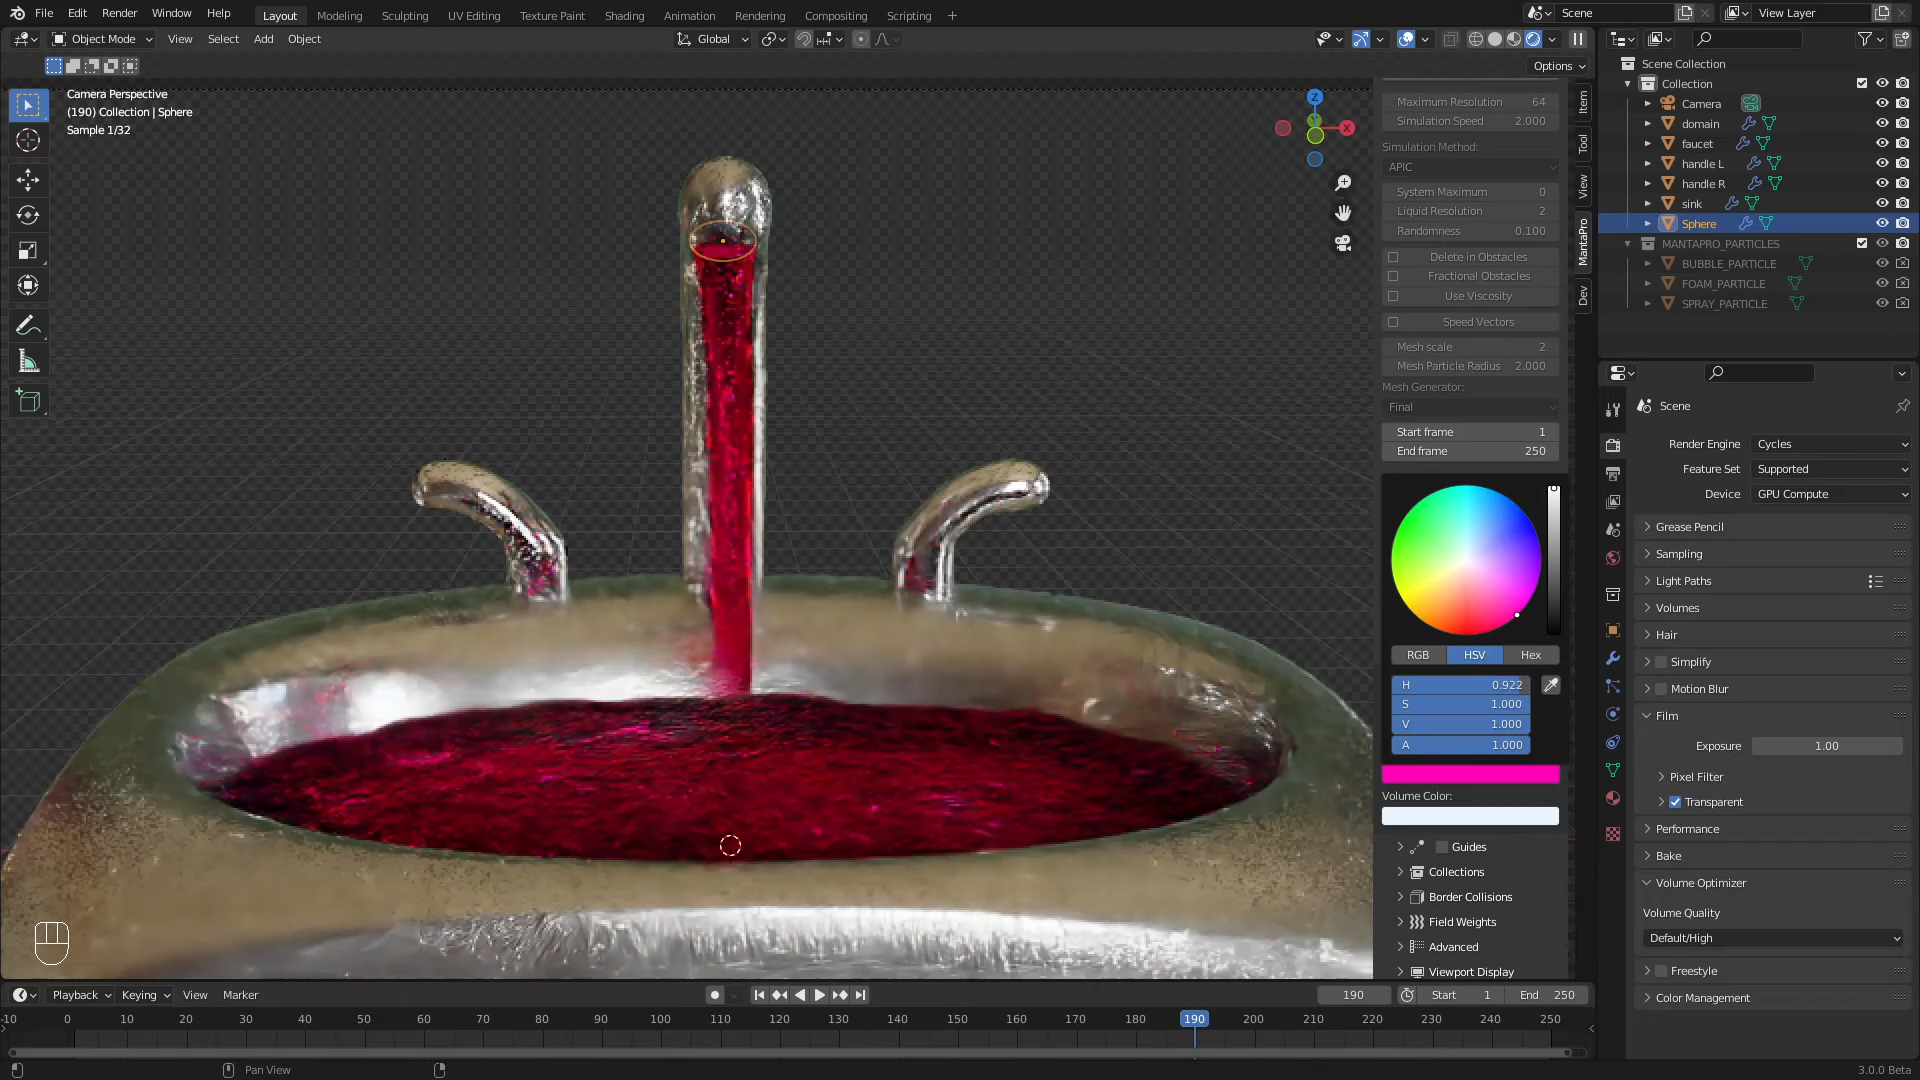 File Edit Render Window Help Layout Modeling Sculpting UV Editing Texture Paint Shading Animation Rendering Compositing Scripting + Scene View Layer
Object Mode View Select Add Object Global
Options
Camera Perspective
(190) Collection | Sphere
Sample 1/32
Z
X
Maximum Resolution 64
Simulation Speed 2.000
Simulation Method:
APIC
System Maximum 0
Liquid Resolution 2
Randomness 0.100
Delete in Obstacles
Fractional Obstacles
Use Viscosity
Speed Vectors
Mesh scale 2
Mesh Particle Radius 2.000
Mesh Generator:
Final
Start frame 1
End frame 250
RGB HSV Hex
H 0.922
S 1.000
V 1.000
A 1.000
Volume Color:
Guides
Collections
Border Collisions
Field Weights
Advanced
Viewport Display
Item
Tool
View
MantaPro
Dev
Scene Collection
Collection
Camera
domain
faucet
handle L
handle R
sink
Sphere
MANTAPRO_PARTICLES
BUBBLE_PARTICLE
FOAM_PARTICLE
SPRAY_PARTICLE
Scene
Render Engine Cycles
Feature Set Supported
Device GPU Compute
Grease Pencil
Sampling
Light Paths
Volumes
Hair
Simplify
Motion Blur
Film
Exposure 1.00
Pixel Filter
Transparent
Performance
Bake
Volume Optimizer
Volume Quality
Default/High
Freestyle
Color Management
Playback Keying View Marker 190 Start 1 End 250
-10 0 10 20 30 40 50 60 70 80 90 100 110 120 130 140 150 160 170 180 190 200 210 220 230 240 250
Pan View 3.0.0 Beta